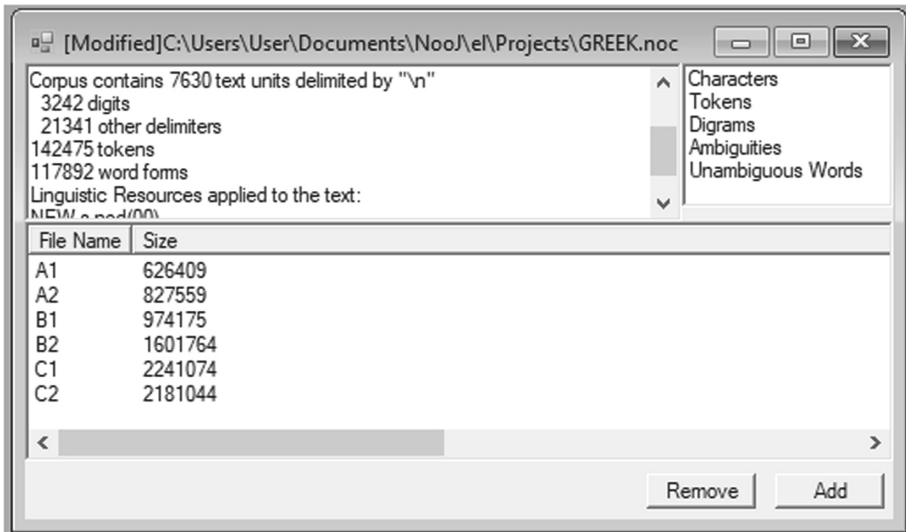 [Modified]C:\Users\User\Documents\NooJ\el\Projects\GREEK.noc
Corpus contains 7630 text units delimited by "\n"
3242 digits
21341 other delimiters
142475 tokens
117892 word forms
Linguistic Resources applied to the text:
Characters
Tokens
Digrams
Ambiguities
Unambiguous Words
File Name Size
A1 626409
A2 827559
B1 974175
B2 1601764
C1 2241074
C2 2181044
Remove Add